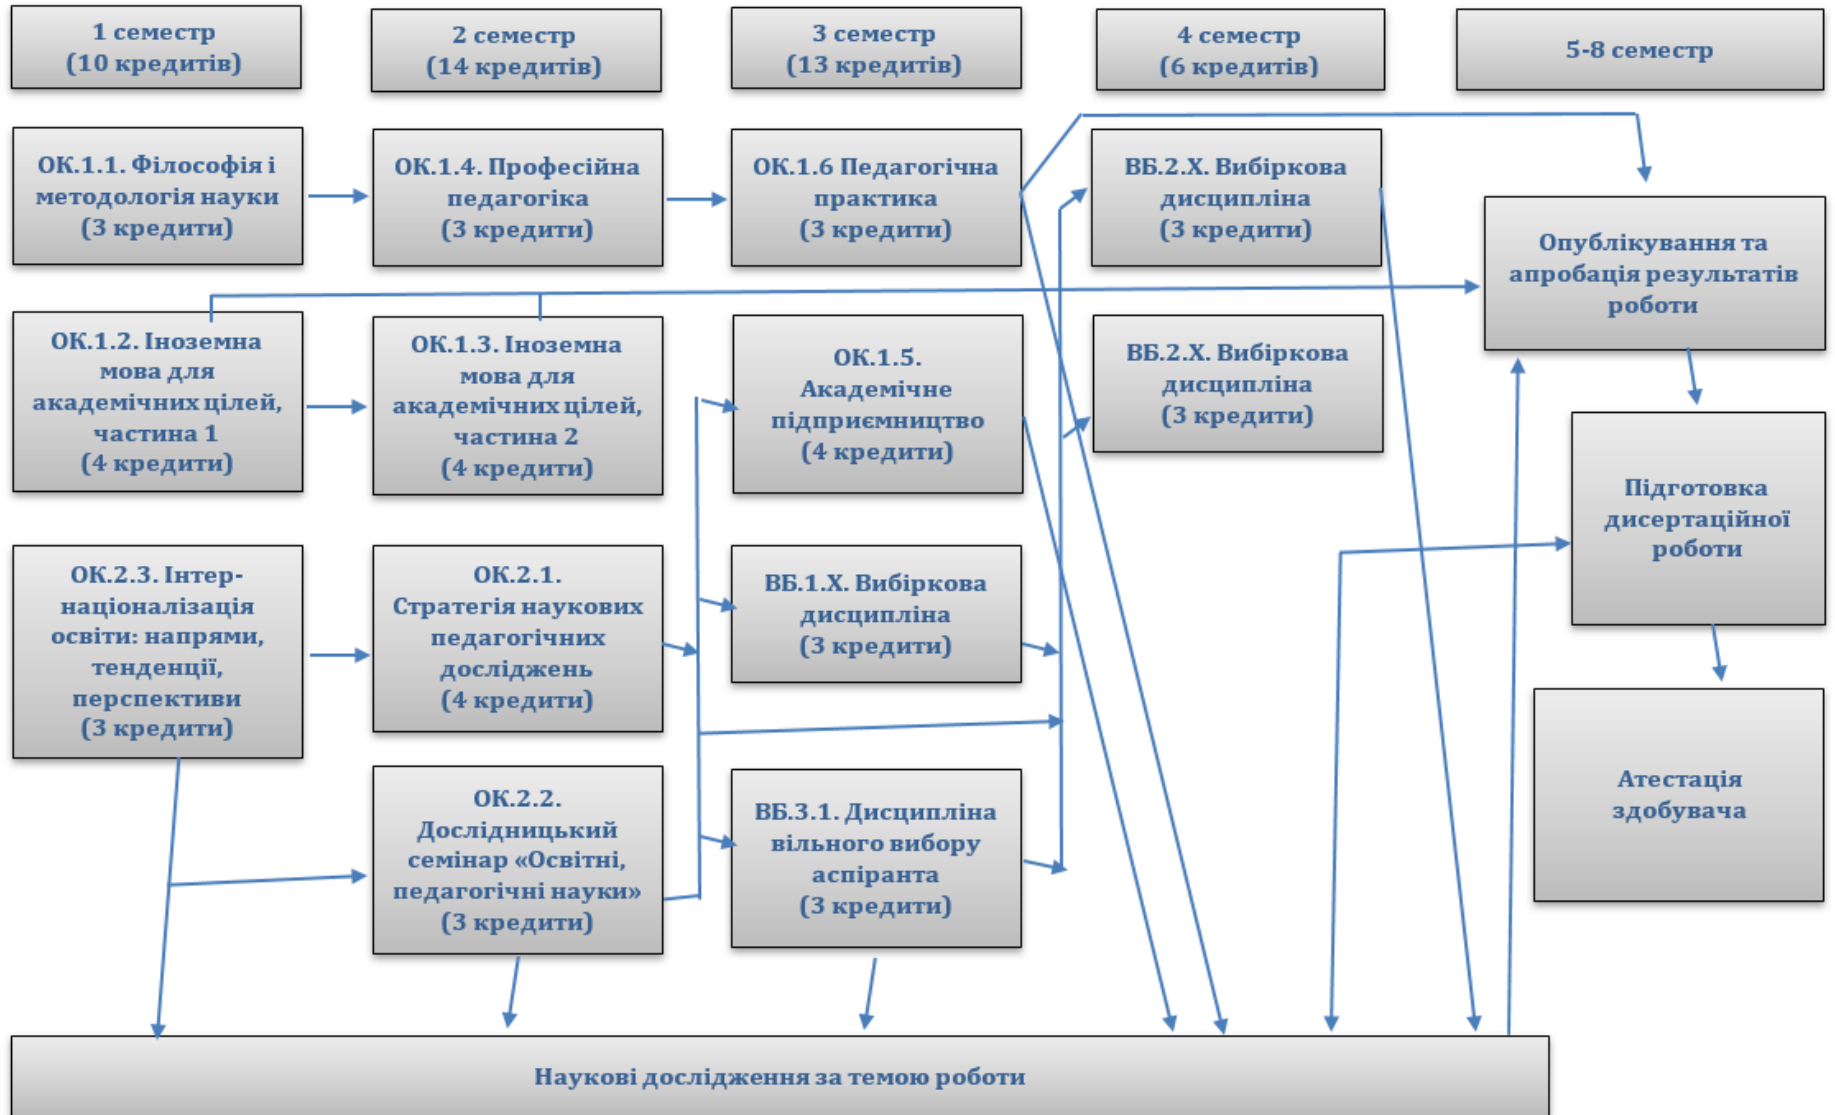 1 семестр
(10 кредитів)
2 семестр
(14 кредитів)
3 семестр
(13 кредитів)
4 семестр
(6 кредитів)
5-8 семестр
ОК.1.1. Філософія і
методологія науки
(3 кредити)
ОК.1.4. Професійна
педагогіка
(3 кредити)
ОК.1.6 Педагогічна
практика
(3 кредити)
ВБ.2.Х. Вибіркова
дисципліна
(3 кредити)
Опублікування та
апробація результатів
роботи
ОК.1.2. Іноземна
мова для
академічних цілей,
частина 1
(4 кредити)
ОК.1.3. Іноземна
мова для
академічних цілей,
частина 2
(4 кредити)
ОК.1.5.
Академічне
підприємництво
(4 кредити)
ВБ.2.Х. Вибіркова
дисципліна
(3 кредити)
Підготовка
дисертаційної
роботи
ОК.2.3. Інтер-
націоналізація
освіти: напрями,
тенденції,
перспективи
(3 кредити)
ОК.2.1.
Стратегія наукових
педагогічних
досліджень
(4 кредити)
ВБ.1.Х. Вибіркова
дисципліна
(3 кредити)
Атестація
здобувача
ОК.2.2.
Дослідницький
семінар «Освітні,
педагогічні науки»
(3 кредити)
ВБ.3.1. Дисципліна
вільного вибору
аспіранта
(3 кредити)
Наукові дослідження за темою роботи